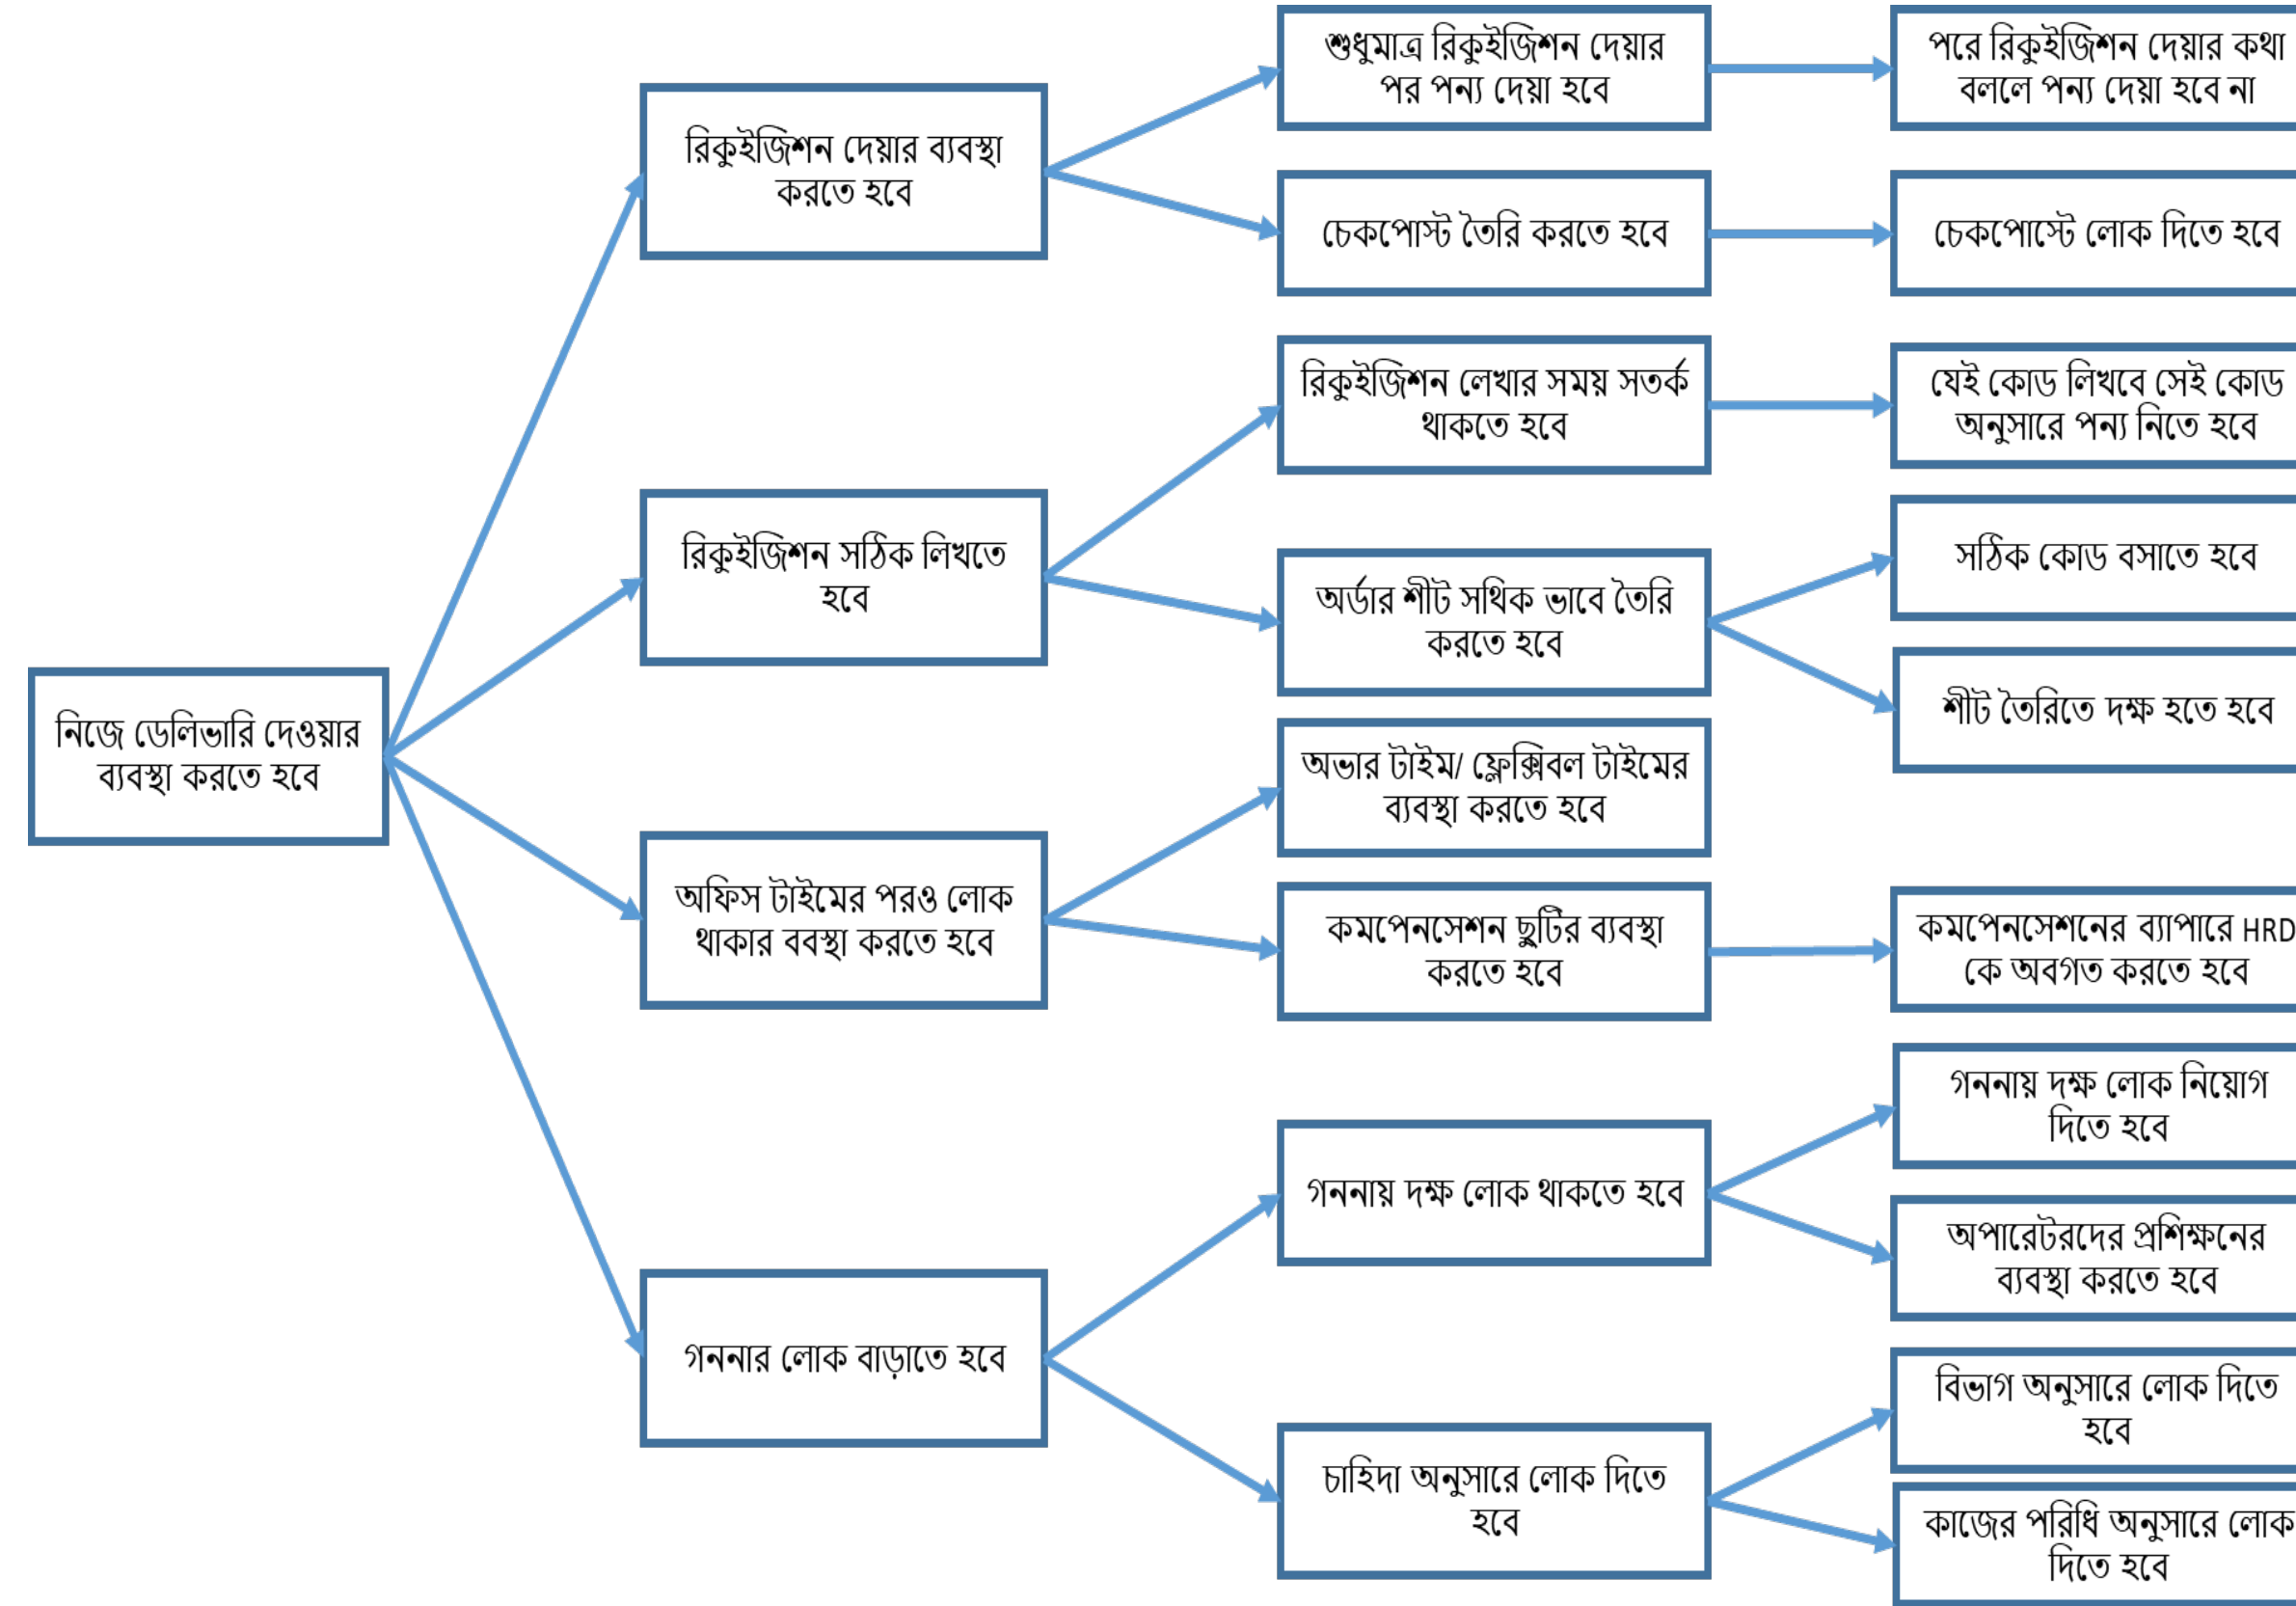 নিজে ডেলিভারি দেওয়ার
ব্যবস্থা করতে হবে
রিকুইজিশন দেয়ার ব্যবস্থা
করতে হবে
রিকুইজিশন সঠিক লিখতে
হবে
অফিস টাইমের পরও লোক
থাকার ববস্থা করতে হবে
গননার লোক বাড়াতে হবে
শুধুমাত্র রিকুইজিশন দেয়ার
পর পন্য দেয়া হবে
চেকপোস্ট তৈরি করতে হবে
রিকুইজিশন লেখার সময় সতর্ক
থাকতে হবে
অর্ডার শীট সথিক ভাবে তৈরি
করতে হবে
অভার টাইম/ ফ্লেক্সিবল টাইমের
ব্যবস্থা করতে হবে
কমপেনসেশন ছুটির ব্যবস্থা
করতে হবে
গননায় দক্ষ লোক থাকতে হবে
চাহিদা অনুসারে লোক দিতে
হবে
পরে রিকুইজিশন দেয়ার কথা
বললে পন্য দেয়া হবে না
চেকপোস্টে লোক দিতে হবে
যেই কোড লিখবে সেই কোড
অনুসারে পন্য নিতে হবে
সঠিক কোড বসাতে হবে
শীট তৈরিতে দক্ষ হতে হবে
কমপেনসেশনের ব্যাপারে HRD
কে অবগত করতে হবে
গননায় দক্ষ লোক নিয়োগ
দিতে হবে
অপারেটরদের প্রশিক্ষনের
ব্যবস্থা করতে হবে
বিভাগ অনুসারে লোক দিতে
হবে
কাজের পরিধি অনুসারে লোক
দিতে হবে